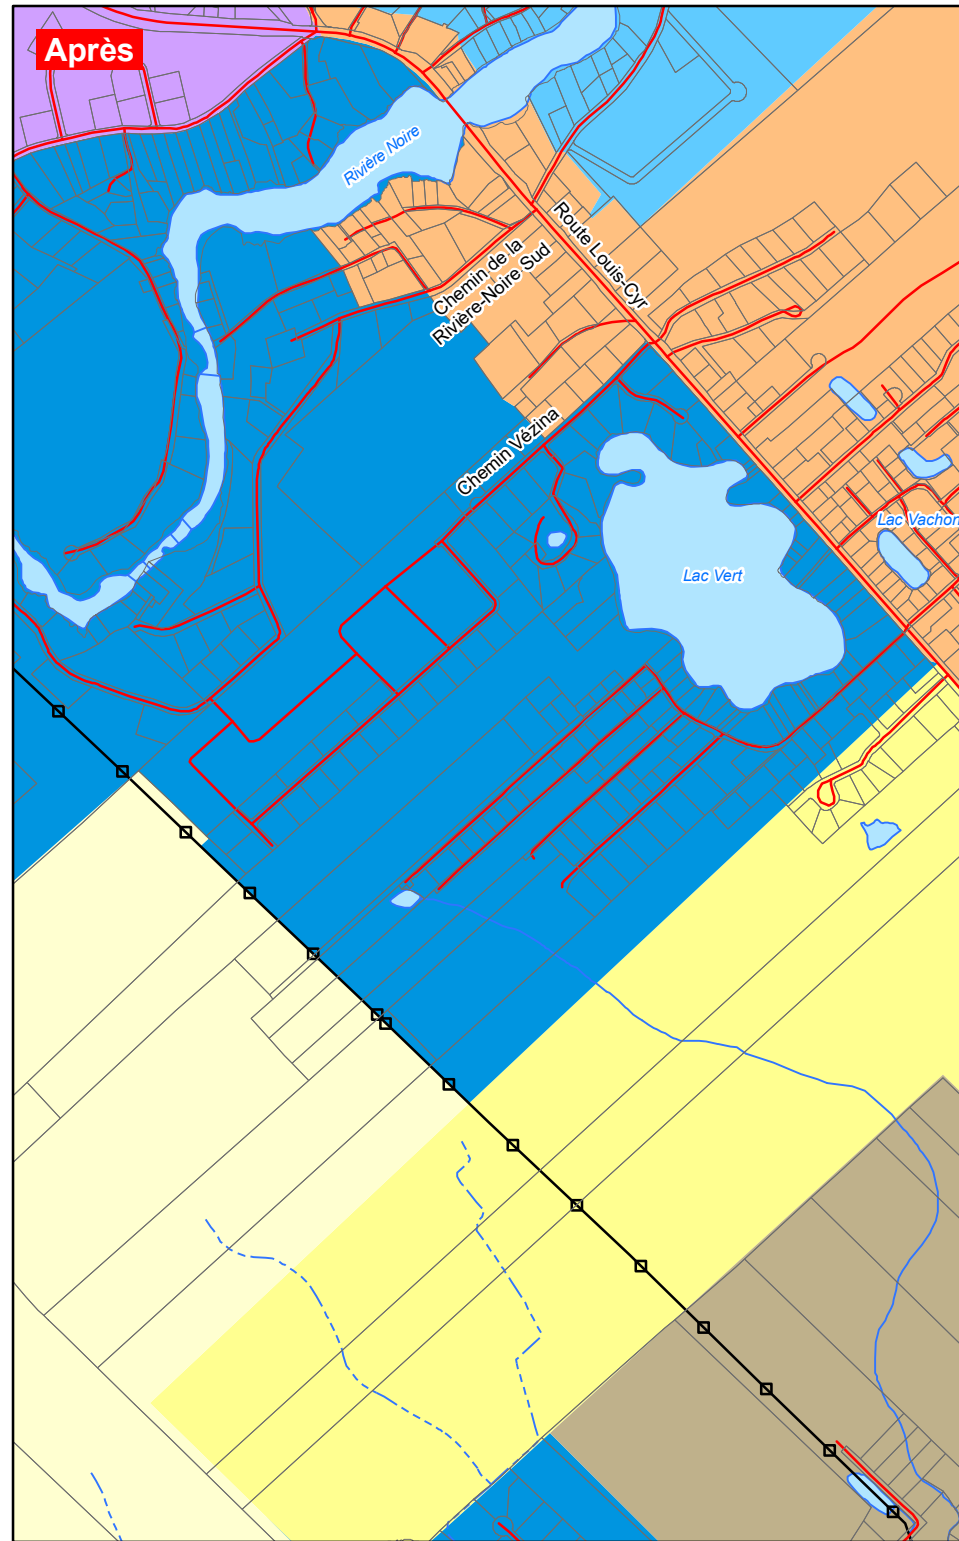 Après
Rivière Noire
Route Louis-Cyr
Chemin de la
Rivière-Noire Sud
Chemin Vézina
Lac Vachon
Lac Vert